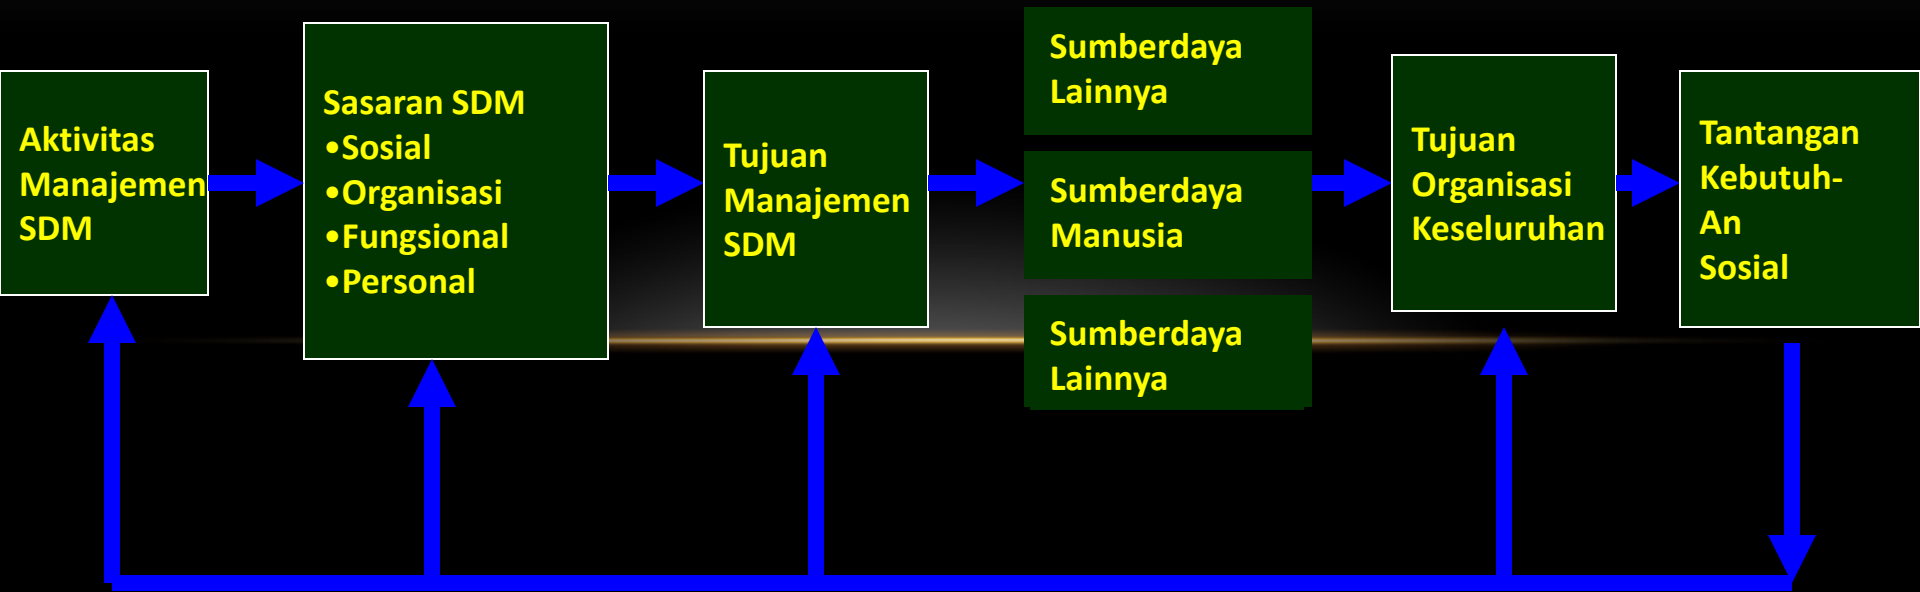 Aktivitas
Manajemen
SDM
Sasaran SDM
•Sosial
•Organisasi
•Fungsional
•Personal
Tujuan
Manajemen
SDM
Sumberdaya
Lainnya
Sumberdaya
Manusia
Sumberdaya
Lainnya
Tujuan
Organisasi
Keseluruhan
Tantangan
Kebutuh-
An
Sosial